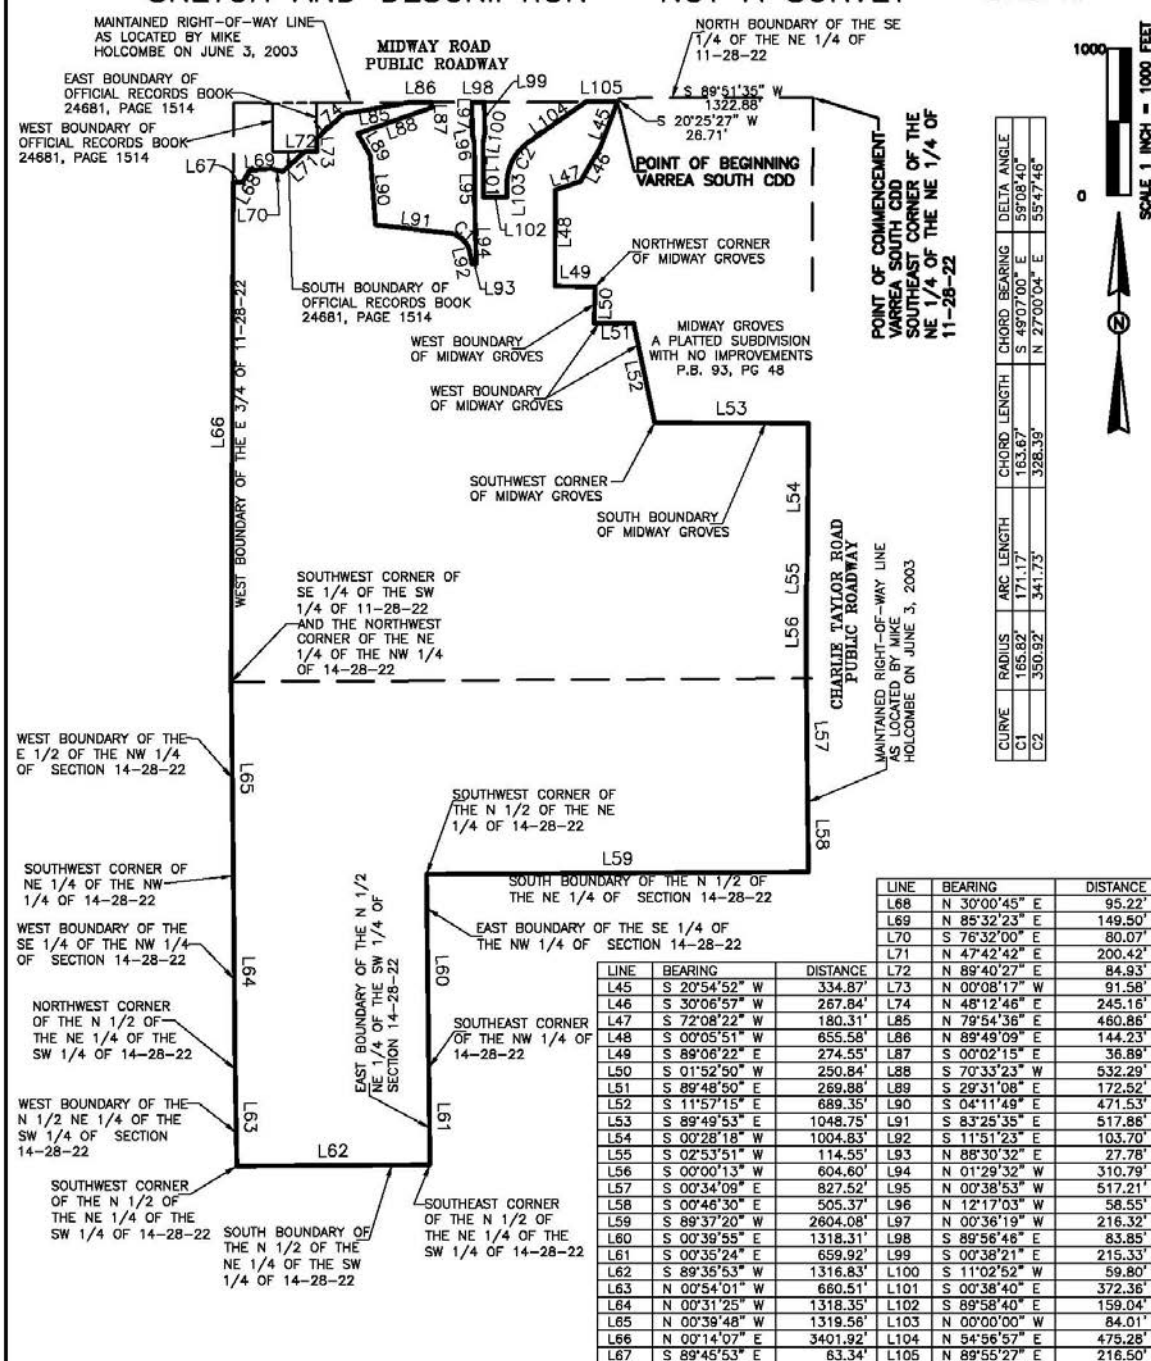 MAINTAINED RIGHT-OF-WAY LINE
AS LOCATED BY MIKE
HOLCOMBE ON JUNE 3, 2003
MIDWAY ROAD
PUBLIC ROADWAY
NORTH BOUNDARY OF THE SE
1/4 OF THE NE 1/4 OF
11-28-22
EAST BOUNDARY OF
OFFICIAL RECORDS BOOK
24681, PAGE 1514
WEST BOUNDARY OF
OFFICIAL RECORDS BOOK
24681, PAGE 1514
L74
L85
L86
L88
L87
L98
L99
L97
L96
L100
L104
L105
S 89°51'35" W
1322.88'
S 20°25'27" W
26.71'
L45
L46
POINT OF BEGINNING
VARREA SOUTH CDD
L67
L68
L69
L70
L71
L72
L73
L89
L90
L91
L92
L93
L94
L95
C1
L101
L102
L103
C2
L47
L48
L49
L50
L51
L52
NORTHWEST CORNER
OF MIDWAY GROVES
SOUTH BOUNDARY OF
OFFICIAL RECORDS BOOK
24681, PAGE 1514
WEST BOUNDARY
OF MIDWAY GROVES
WEST BOUNDARY
OF MIDWAY GROVES
MIDWAY GROVES
A PLATTED SUBDIVISION
WITH NO IMPROVEMENTS
P.B. 93, PG 48
POINT OF COMMENCEMENT
VARREA SOUTH CDD
SOUTHEAST CORNER OF THE
NE 1/4 OF THE NE 1/4 OF
11-28-22
1000
0
SCALE 1 INCH = 1000 FEET
N
CURVE RADIUS ARC LENGTH CHORD LENGTH CHORD BEARING DELTA ANGLE
C1 165.82' 171.17' 163.67' S 49°07'00" E 59°08'40"
C2 350.92' 341.73' 328.39' N 27°00'04" E 55°47'46"
L66
WEST BOUNDARY OF THE E 3/4 OF 11-28-22
L53
SOUTHWEST CORNER
OF MIDWAY GROVES
SOUTH BOUNDARY
OF MIDWAY GROVES
L54
L55
L56
L57
L58
CHARLIE TAYLOR ROAD
PUBLIC ROADWAY
MAINTAINED RIGHT-OF-WAY LINE
AS LOCATED BY MIKE
HOLCOMBE ON JUNE 3, 2003
SOUTHWEST CORNER OF
SE 1/4 OF THE SW
1/4 OF 11-28-22
AND THE NORTHWEST
CORNER OF THE NE
1/4 OF THE NW 1/4
OF 14-28-22
WEST BOUNDARY OF THE
E 1/2 OF THE NW 1/4
OF SECTION 14-28-22
L65
SOUTHWEST CORNER OF
THE N 1/2 OF THE NE
1/4 OF 14-28-22
L59
SOUTH BOUNDARY OF THE N 1/2 OF
THE NE 1/4 OF SECTION 14-28-22
SOUTHWEST CORNER OF
NE 1/4 OF THE NW
1/4 OF 14-28-22
WEST BOUNDARY OF THE
SE 1/4 OF THE NW 1/4
OF SECTION 14-28-22
L64
EAST BOUNDARY OF THE N 1/2
NE 1/4 OF THE SW 1/4 OF
SECTION 14-28-22
EAST BOUNDARY OF THE SE 1/4 OF
THE NW 1/4 OF SECTION 14-28-22
L60
NORTHWEST CORNER
OF THE N 1/2 OF
THE NE 1/4 OF THE
SW 1/4 OF 14-28-22
SOUTHEAST CORNER
OF THE NW 1/4 OF
14-28-22
WEST BOUNDARY OF THE
N 1/2 NE 1/4 OF THE
SW 1/4 OF SECTION
14-28-22
L63
L61
L62
SOUTHWEST CORNER
OF THE N 1/2 OF
THE NE 1/4 OF THE
SW 1/4 OF 14-28-22
SOUTH BOUNDARY OF
THE N 1/2 OF THE
NE 1/4 OF THE SW
1/4 OF 14-28-22
SOUTHEAST CORNER
OF THE N 1/2 OF
THE NE 1/4 OF THE
SW 1/4 OF 14-28-22
LINE BEARING DISTANCE
L45 S 20°54'52" W 334.87'
L46 S 30°06'57" W 267.84'
L47 S 72°08'22" W 180.31'
L48 S 00°05'51" W 655.58'
L49 S 89°06'22" E 274.55'
L50 S 01°52'50" W 250.84'
L51 S 89°48'50" E 269.88'
L52 S 11°57'15" E 689.35'
L53 S 89°49'53" E 1048.75'
L54 S 00°28'18" W 1004.83'
L55 S 02°53'51" W 114.55'
L56 S 00°00'13" W 604.60'
L57 S 00°34'09" E 827.52'
L58 S 00°46'30" E 505.37'
L59 S 89°37'20" W 2604.08'
L60 S 00°39'55" E 1318.31'
L61 S 00°35'24" E 659.92'
L62 S 89°35'53" W 1316.83'
L63 N 00°54'01" W 660.51'
L64 N 00°31'25" W 1318.35'
L65 N 00°39'48" W 1319.56'
L66 N 00°14'07" E 3401.92'
L67 S 89°45'53" E 63.34'
LINE BEARING DISTANCE
L68 N 30°00'45" E 95.22'
L69 N 85°32'23" E 149.50'
L70 S 76°32'00" E 80.07'
L71 N 47°42'42" E 200.42'
L72 N 89°40'27" E 84.93'
L73 N 00°08'17" W 91.58'
L74 N 48°12'46" E 245.16'
L85 N 79°54'36" E 460.86'
L86 N 89°49'09" E 144.23'
L87 S 00°02'15" E 36.89'
L88 S 70°33'23" W 532.29'
L89 S 29°31'08" E 172.52'
L90 S 04°11'49" E 471.53'
L91 S 83°25'35" E 517.86'
L92 S 11°51'23" E 103.70'
L93 N 88°30'32" E 27.78'
L94 N 01°29'32" W 310.79'
L95 N 00°38'53" W 517.21'
L96 N 12°17'03" W 58.55'
L97 N 00°36'19" W 216.32'
L98 S 89°56'46" E 83.85'
L99 S 00°38'21" E 215.33'
L100 S 11°02'52" W 59.80'
L101 S 00°38'40" E 372.36'
L102 S 89°58'40" E 159.04'
L103 N 00°00'00" W 84.01'
L104 N 54°56'57" E 475.28'
L105 N 89°55'27" E 216.50'